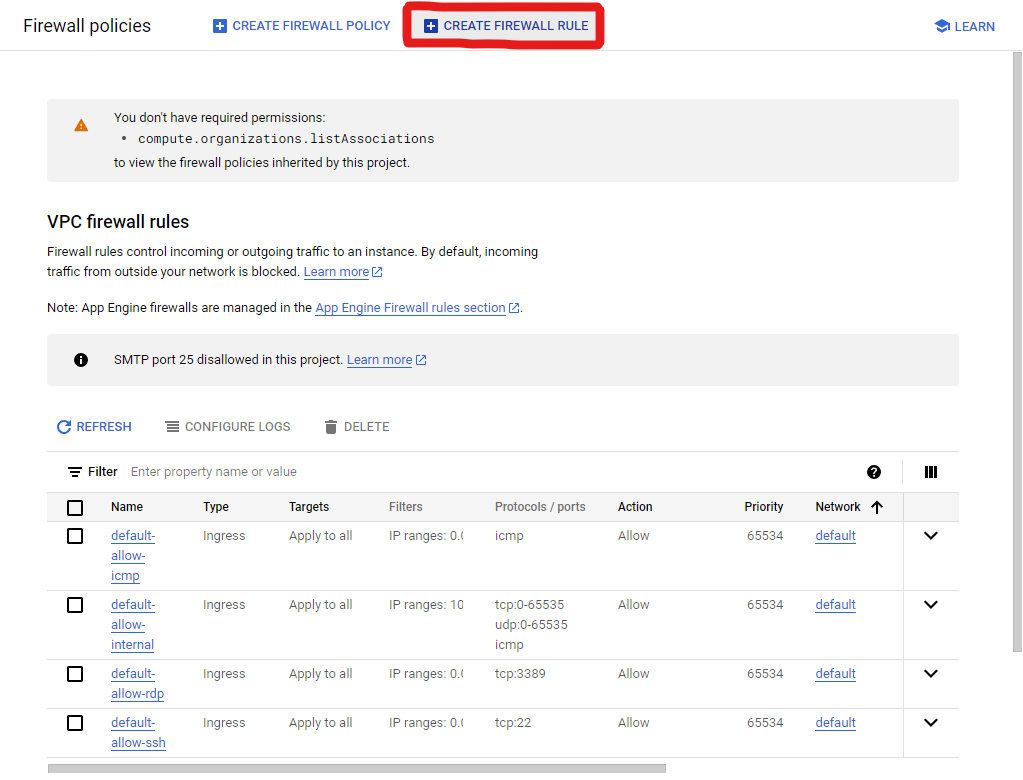 Firewall policies
CREATE FIREWALL POLICY
CREATE FIREWALL RULE
LEARN
You don't have required permissions:
• compute.organizations.listAssociations
to view the firewall policies inherited by this project.
VPC firewall rules
Firewall rules control incoming or outgoing traffic to an instance. By default, incoming
traffic from outside your network is blocked. Learn more
Note: App Engine firewalls are managed in the App Engine Firewall rules section.
SMTP port 25 disallowed in this project. Learn more
REFRESH CONFIGURE LOGS DELETE
Filter Enter property name or value
Name Type Targets Filters Protocols / ports Action Priority Network
default- Ingress Apply to all IP ranges: 0.0 icmp Allow 65534 default
allow-
icmp
default- Ingress Apply to all IP ranges: 10 tcp:0-65535 Allow 65534 default
allow- udp:0-65535
internal icmp
default- Ingress Apply to all IP ranges: 0.0 tcp:3389 Allow 65534 default
allow-rdp
default- Ingress Apply to all IP ranges: 0.0 tcp:22 Allow 65534 default
allow-ssh